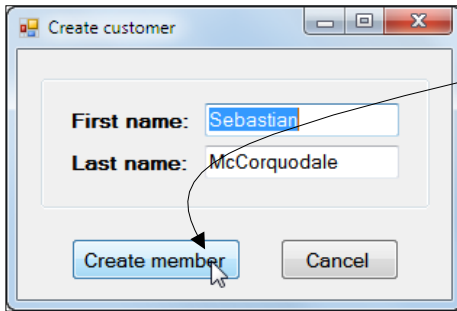 Create customer
First name: Sebastian
Last name: McCorquodale
Create member Cancel